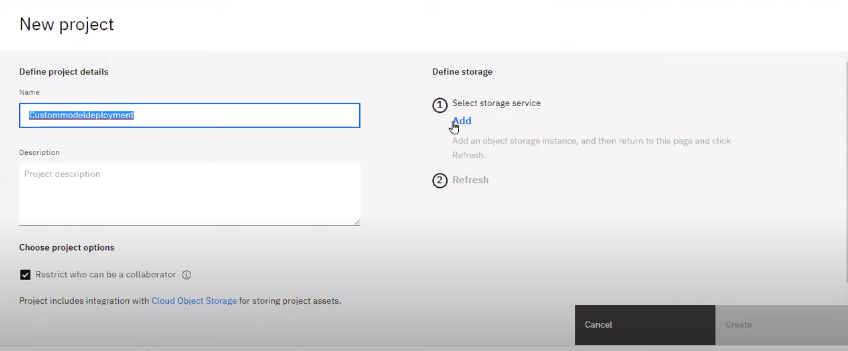 New project
Define project details
Name
Custommodeldeployment
Description
Project description
Choose project options
Restrict who can be a collaborator
Project includes integration with Cloud Object Storage for storing project assets.
Define storage
1 Select storage service
Add
Add an object storage instance, and then return to this page and click
Refresh.
2 Refresh
Cancel
Create